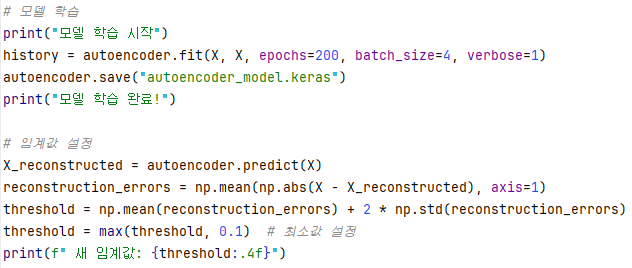 # 모델 학습
print("모델 학습 시작")
history = autoencoder.fit(X, X, epochs=200, batch_size=4, verbose=1)
autoencoder.save("autoencoder_model.keras")
print("모델 학습 완료!")
# 임계값 설정
X_reconstructed = autoencoder.predict(X)
reconstruction_errors = np.mean(np.abs(X - X_reconstructed), axis=1)
threshold = np.mean(reconstruction_errors) + 2 * np.std(reconstruction_errors)
threshold = max(threshold, 0.1)  # 최소값 설정
print(f" 새 임계값: {threshold:.4f}")